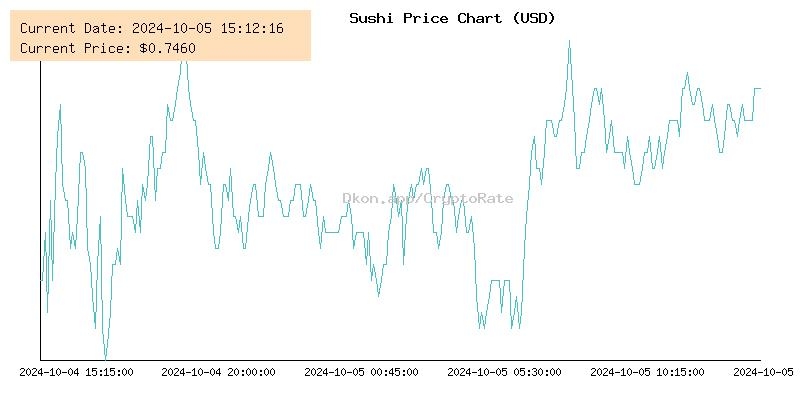 Sushi Price Chart (USD)
Current Date: 2024-10-05 15:12:16
Current Price: $0.7460
Dkon.app/CryptoRate
2024-10-04 15:15:00 2024-10-04 20:00:00 2024-10-05 00:45:00 2024-10-05 05:30:00 2024-10-05 10:15:00 2024-10-05